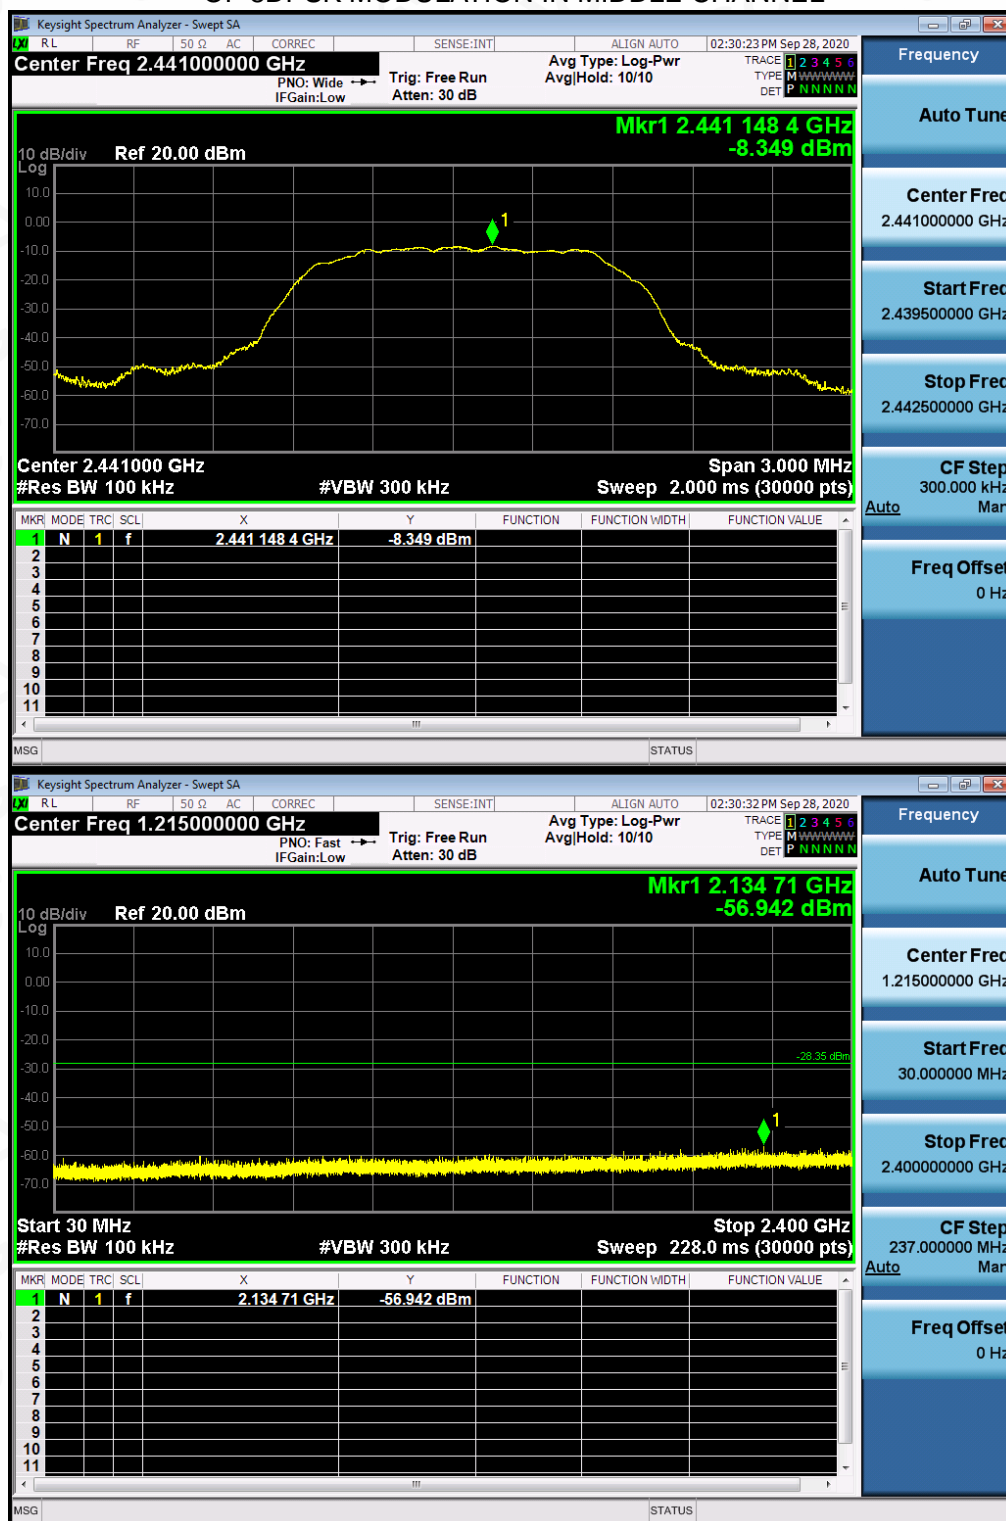 OF 8DPSK MODULATION IN MIDDLE CHANNEL
Keysight Spectrum Analyzer - Swept SA
LXI RL RF 50 Ω AC CORREC SENSE:INT ALIGN AUTO 02:30:23 PM Sep 28, 2020
Center Freq 2.441000000 GHz
PNO: Wide
IFGain:Low
Trig: Free Run
Atten: 30 dB
Avg Type: Log-Pwr
Avg|Hold: 10/10
TRACE 1 2 3 4 5 6
TYPE M WWWWW
DET P N N N N N
Mkr1 2.441 148 4 GHz
-8.349 dBm
10 dB/div Ref 20.00 dBm
Log
10.0
0.00
-10.0
-20.0
-30.0
-40.0
-50.0
-60.0
-70.0
1
Center 2.441000 GHz Span 3.000 MHz
#Res BW 100 kHz #VBW 300 kHz Sweep 2.000 ms (30000 pts)
MKR MODE TRC SCL X Y FUNCTION FUNCTION WIDTH FUNCTION VALUE
1 N 1 f 2.441 148 4 GHz -8.349 dBm
2
3
4
5
6
7
8
9
10
11
MSG STATUS
Frequency
Auto Tune
Center Freq
2.441000000 GHz
Start Freq
2.439500000 GHz
Stop Freq
2.442500000 GHz
CF Step
300.000 kHz
Auto Man
Freq Offset
0 Hz
Keysight Spectrum Analyzer - Swept SA
LXI RL RF 50 Ω AC CORREC SENSE:INT ALIGN AUTO 02:30:32 PM Sep 28, 2020
Center Freq 1.215000000 GHz
PNO: Fast
IFGain:Low
Trig: Free Run
Atten: 30 dB
Avg Type: Log-Pwr
Avg|Hold: 10/10
TRACE 1 2 3 4 5 6
TYPE M WWWWW
DET P N N N N N
Mkr1 2.134 71 GHz
-56.942 dBm
10 dB/div Ref 20.00 dBm
Log
10.0
0.00
-10.0
-20.0
-30.0
-40.0
-50.0
-60.0
-70.0
-28.35 dBm
1
Start 30 MHz Stop 2.400 GHz
#Res BW 100 kHz #VBW 300 kHz Sweep 228.0 ms (30000 pts)
MKR MODE TRC SCL X Y FUNCTION FUNCTION WIDTH FUNCTION VALUE
1 N 1 f 2.134 71 GHz -56.942 dBm
2
3
4
5
6
7
8
9
10
11
MSG STATUS
Frequency
Auto Tune
Center Freq
1.215000000 GHz
Start Freq
30.000000 MHz
Stop Freq
2.400000000 GHz
CF Step
237.000000 MHz
Auto Man
Freq Offset
0 Hz